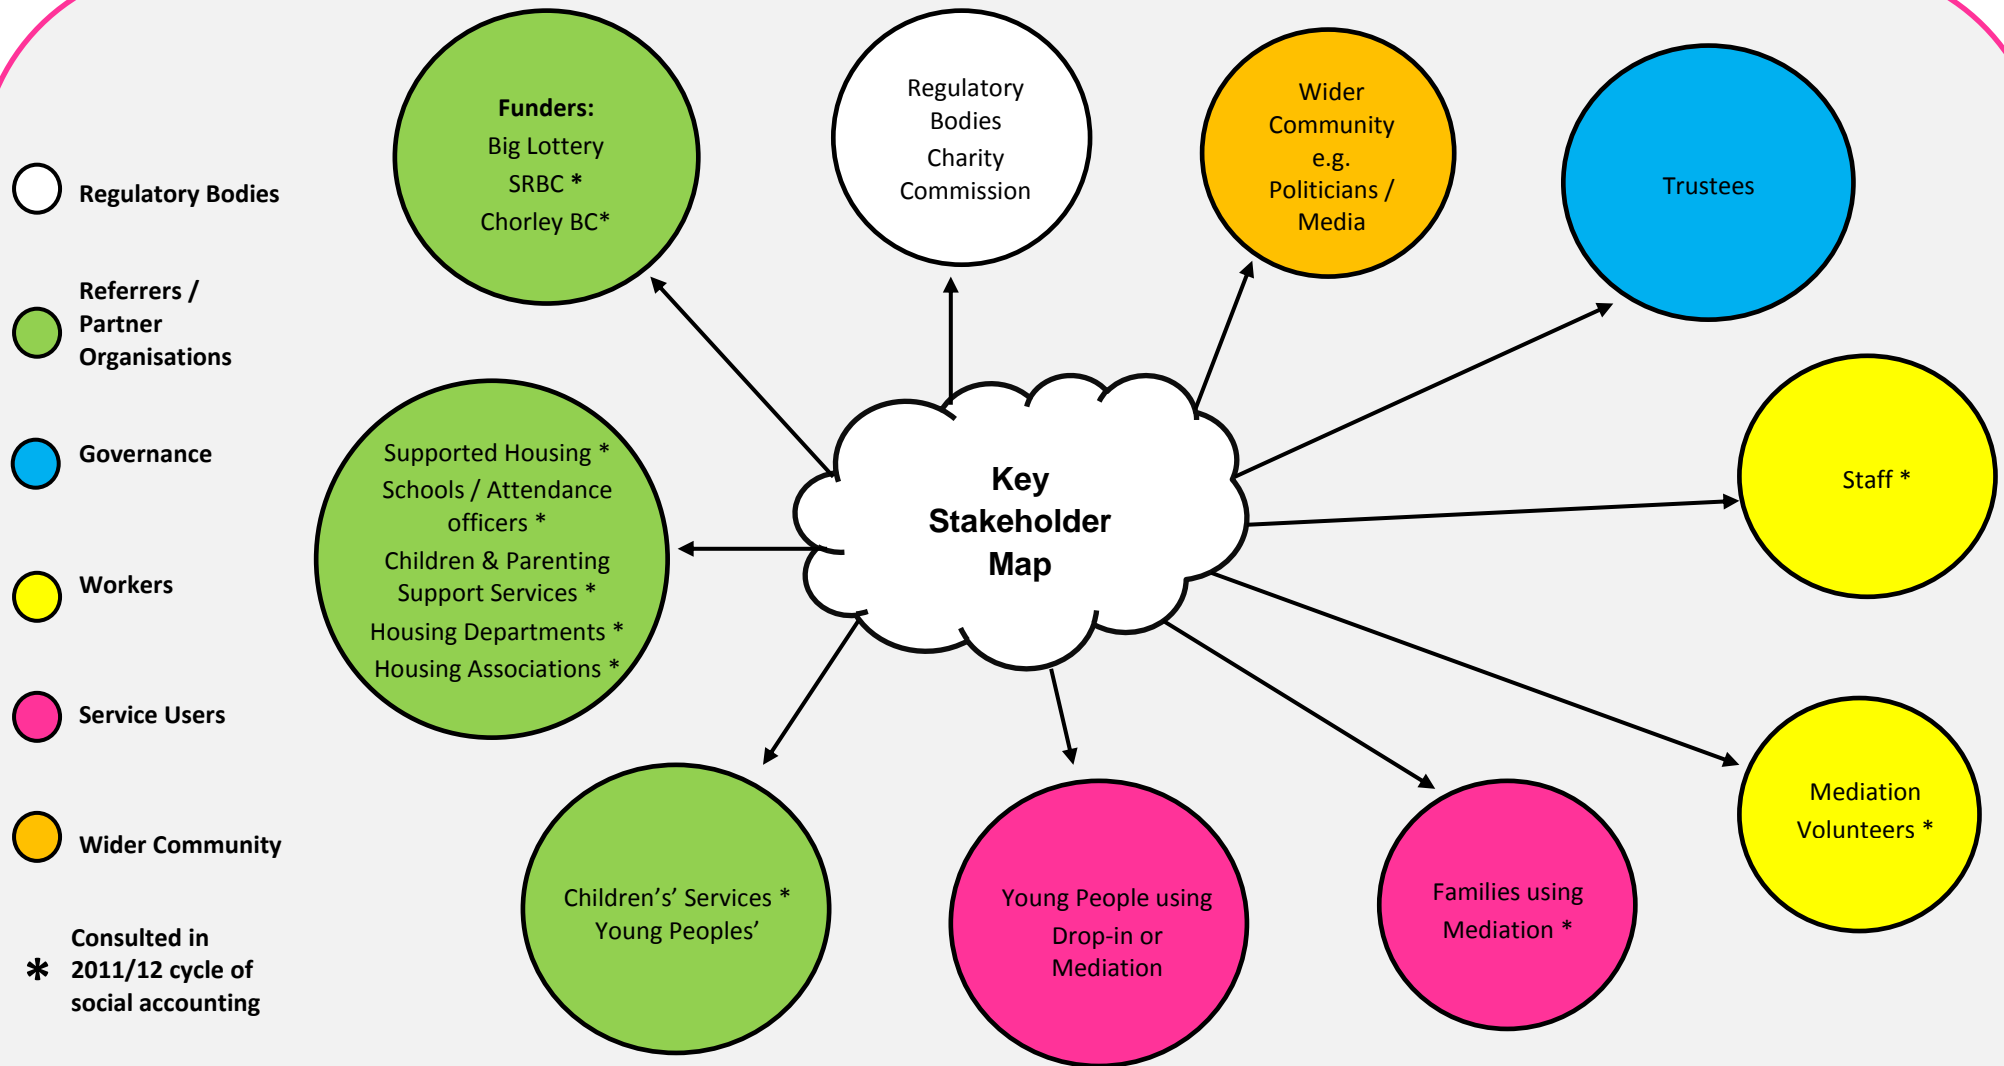 Regulatory Bodies
Referrers /
Partner
Organisations
Governance
Workers
Service Users
Wider Community
Consulted in
* 2011/12 cycle of
social accounting
Funders:
Big Lottery
SRBC *
Chorley BC*
Regulatory
Bodies
Charity
Commission
Wider
Community
e.g.
Politicians /
Media
Trustees
Supported Housing *
Schools / Attendance
officers *
Children & Parenting
Support Services *
Housing Departments *
Housing Associations *
Key
Stakeholder
Map
Staff *
Mediation
Volunteers *
Children's’ Services *
Young Peoples’
Young People using
Drop-in or
Mediation
Families using
Mediation *